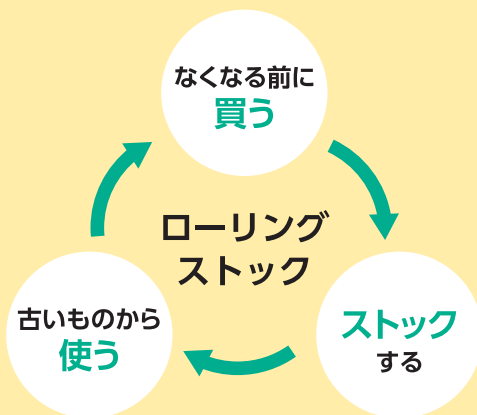 なくなる前に
買う
ローリング
ストック
古いものから
使う
ストック
する